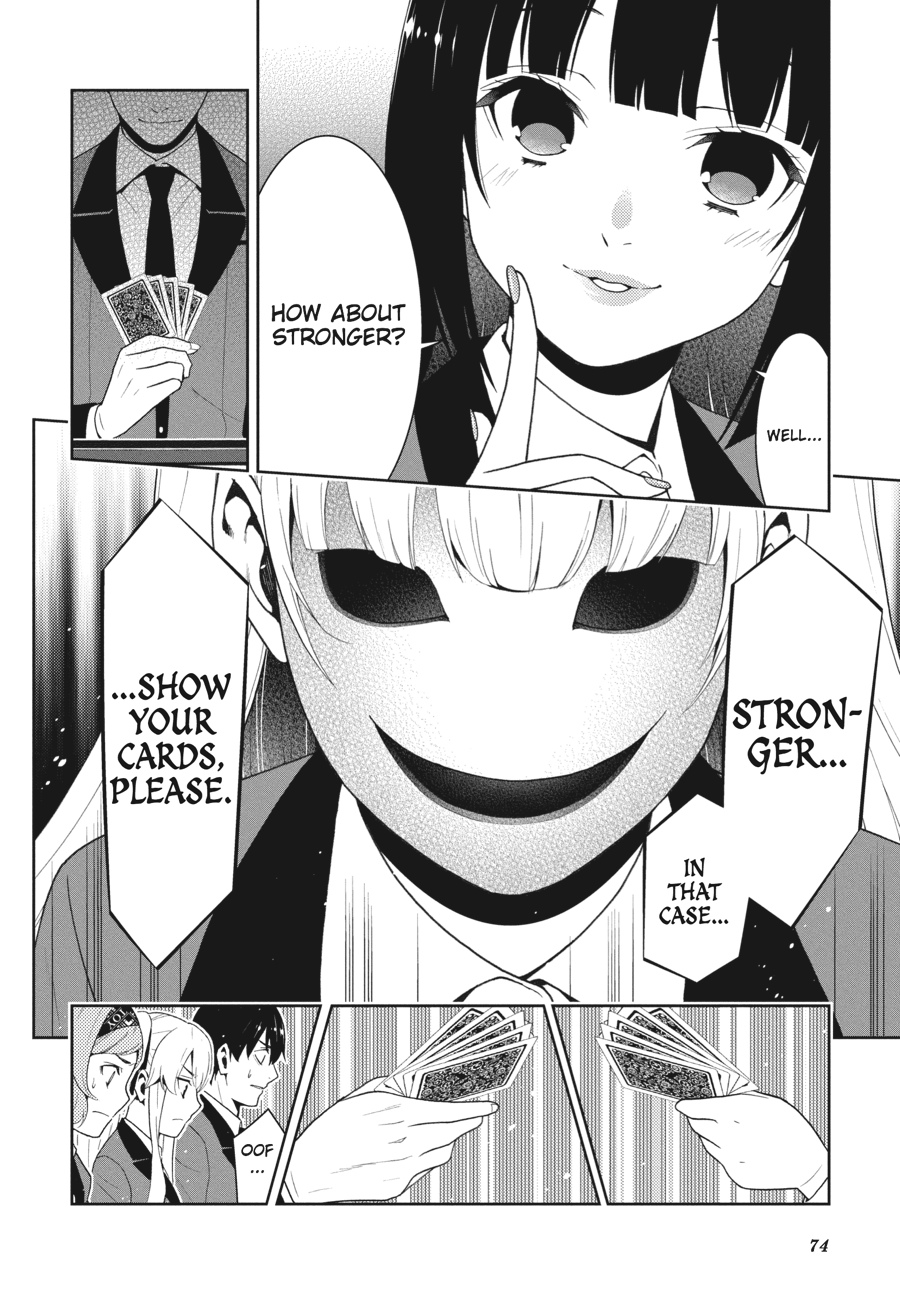 WELL...
HOW ABOUT
STRONGER?
STRON-
GER...
IN
THAT
CASE...
...SHOW
YOUR
CARDS,
PLEASE.
OOF
...
74